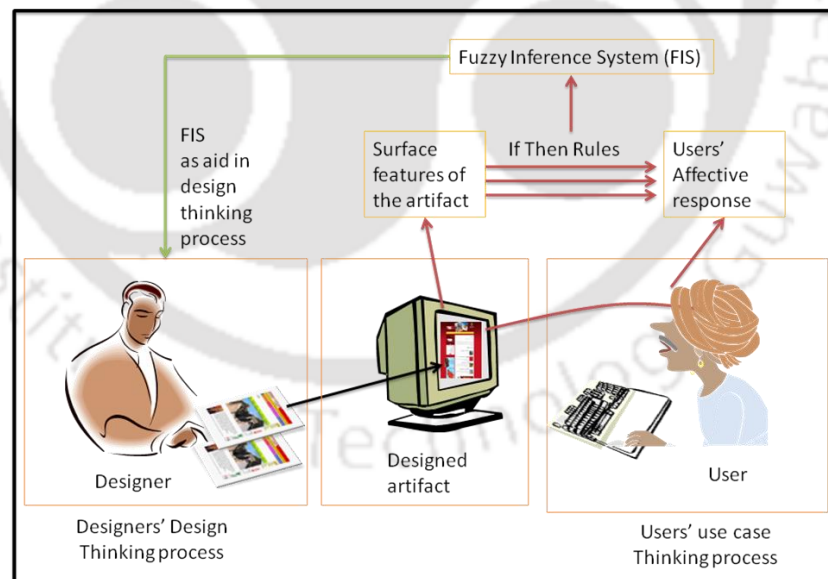 Fuzzy Inference System (FIS)
FIS
as aid in
design
thinking
process
Surface
features of
the artifact
If Then Rules
Users'
Affective
response
Designer
Designed
artifact
User
Designers' Design
Thinking process
Users' use case
Thinking process